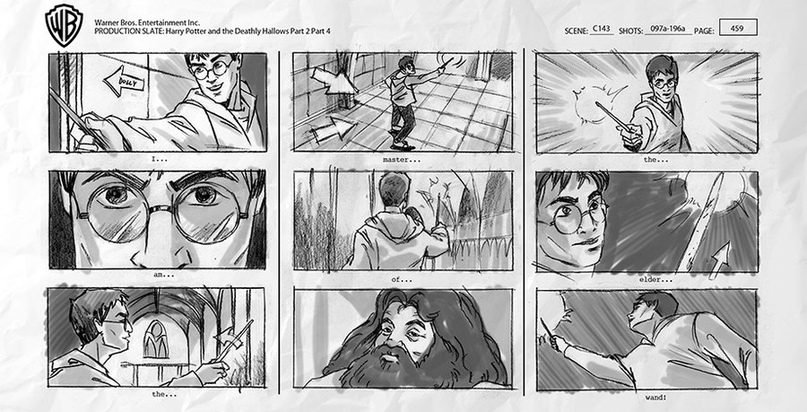 WB
Warner Bros. Entertainment Inc.
PRODUCTION SLATE: Harry Potter and the Deathly Hallows Part 2 Part 4
SCENE: C143 SHOTS: 097a-196a PAGE: 459
DOLLY
I...
am...
the...
master...
of...
the...
elder...
wand!